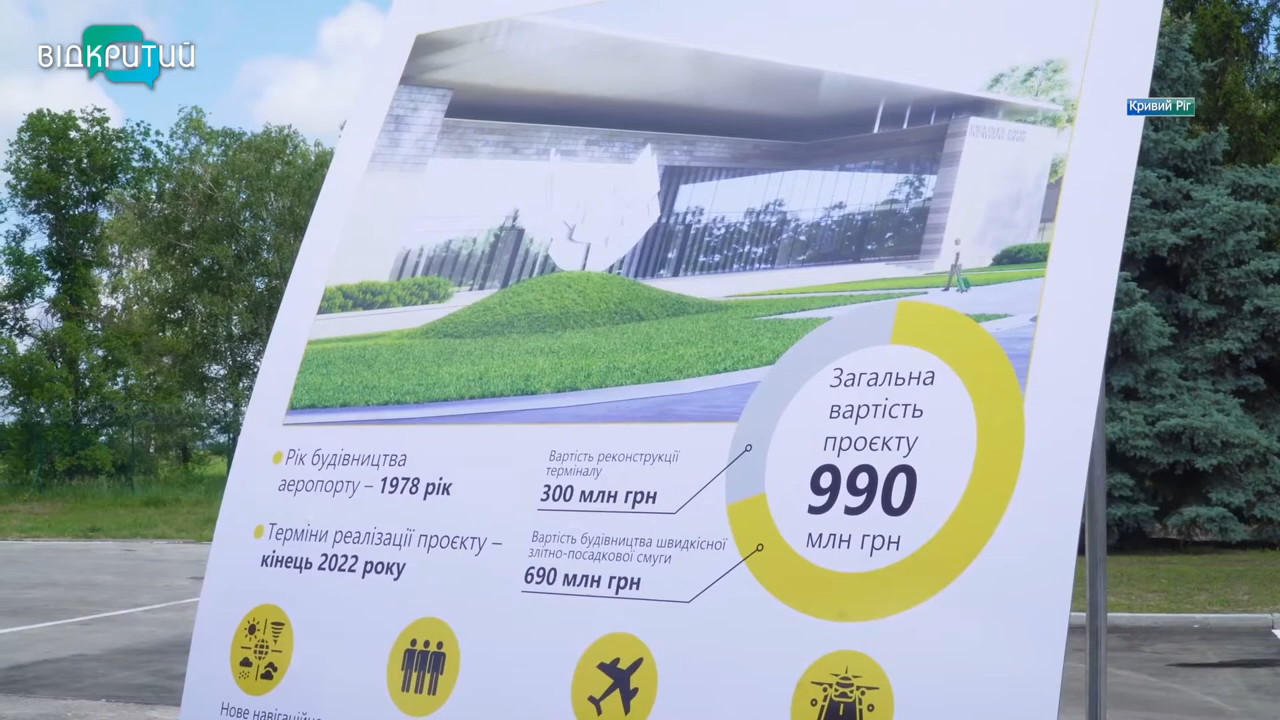 ВІДКРИТИЙ
Кривий Ріг
Загальна
вартість
проєкту
990
млн грн
Рік будівництва
аеропорту – 1978 рік
Вартість реконструкції
терміналу
300 млн грн
Терміни реалізації проєкту –
кінець 2022 року
Вартість будівництва швидкісної
злітно-посадкової смуги
690 млн грн
Нове